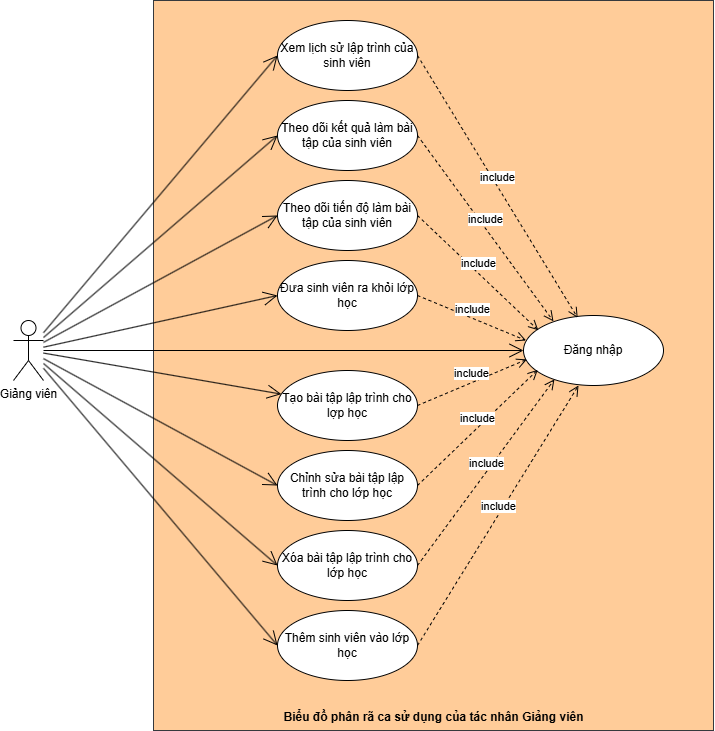 Xem lịch sử lập trình của
sinh viên
Theo dõi kết quả làm bài
tập của sinh viên
include
Theo dõi tiến độ làm bài
tập của sinh viên
include
include
Đưa sinh viên ra khỏi lớp
học
include
Đăng nhập
Giảng viên
include
Tạo bài tập lập trình cho
lợp học
include
Chỉnh sửa bài tập lập
trình cho lớp học
include
include
Xóa bài tập lập trình cho
lớp học
Thêm sinh viên vào lớp
học
Biểu đồ phân rã ca sử dụng của tác nhân Giảng viên